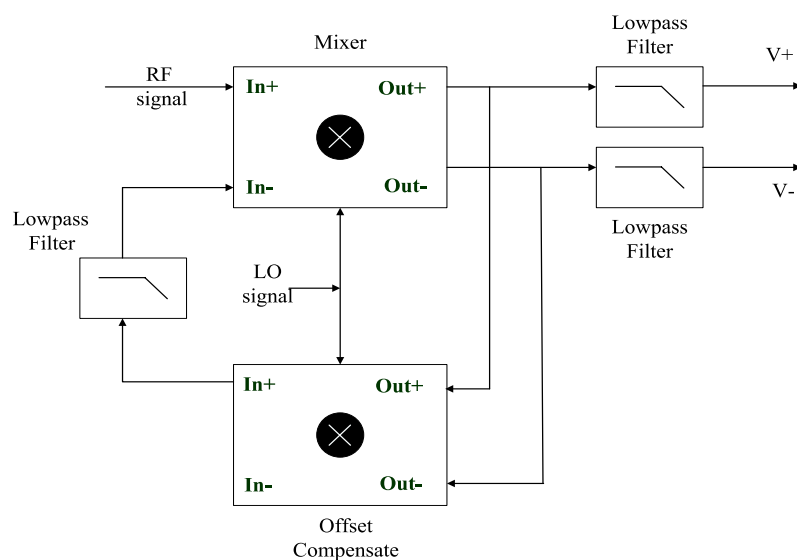 Mixer
Lowpass
Filter
V+
RF
signal
In+
Out+
In-
Out-
V-
Lowpass
Filter
Lowpass
Filter
LO
signal
In+
Out+
In-
Out-
Offset
Compensate